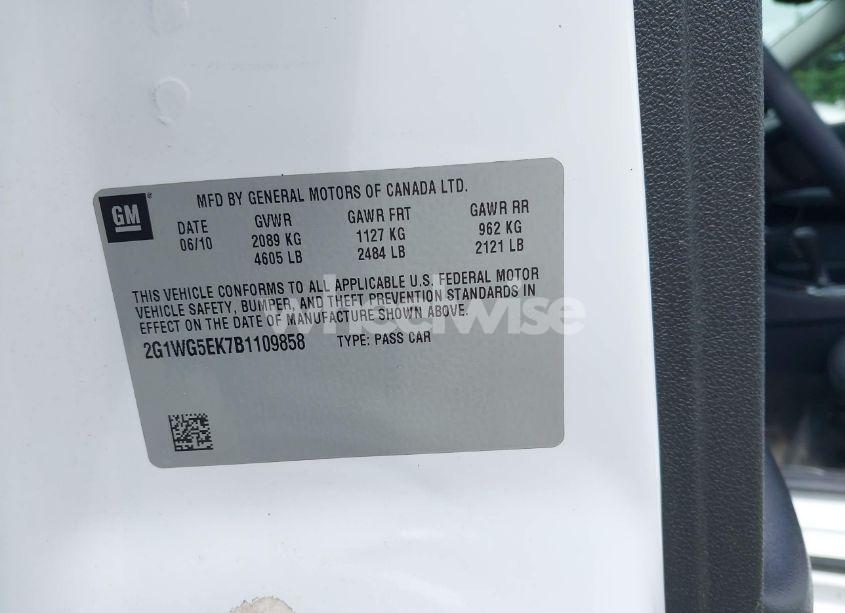 MFD BY GENERAL MOTORS OF CANADA LTD.
GM ®
DATE GVWR GAWR FRT GAWR RR
06/10 2089 KG 1127 KG 962 KG
4605 LB 2484 LB 2121 LB
THIS VEHICLE CONFORMS TO ALL APPLICABLE U.S. FEDERAL MOTOR
VEHICLE SAFETY, BUMPER, AND THEFT PREVENTION STANDARDS IN
EFFECT ON THE DATE OF MANUFACTURE SHOWN ABOVE.
wheelwise
2G1WG5EK7B1109858 TYPE: PASS CAR